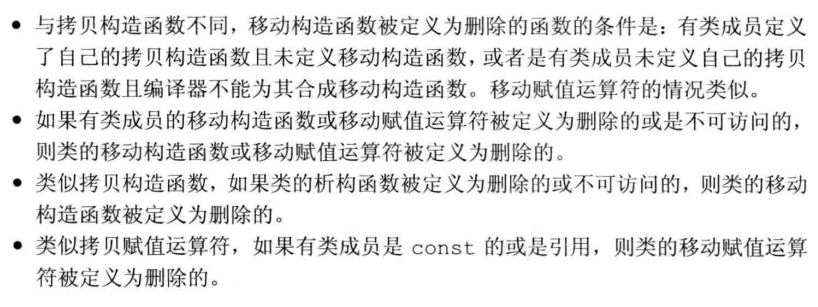 ● 与拷贝构造函数不同，移动构造函数被定义为删除的函数的条件是：有类成员定义
了自己的拷贝构造函数且未定义移动构造函数，或者是有类成员未定义自己的拷贝
构造函数且编译器不能为其合成移动构造函数。移动赋值运算符的情况类似。
● 如果有类成员的移动构造函数或移动赋值运算符被定义为删除的或是不可访问的，
则类的移动构造函数或移动赋值运算符被定义为删除的。
● 类似拷贝构造函数，如果类的析构函数被定义为删除的或不可访问的，则类的移动
构造函数被定义为删除的。
● 类似拷贝赋值运算符，如果有类成员是 const 的或是引用，则类的移动赋值运算
符被定义为删除的。